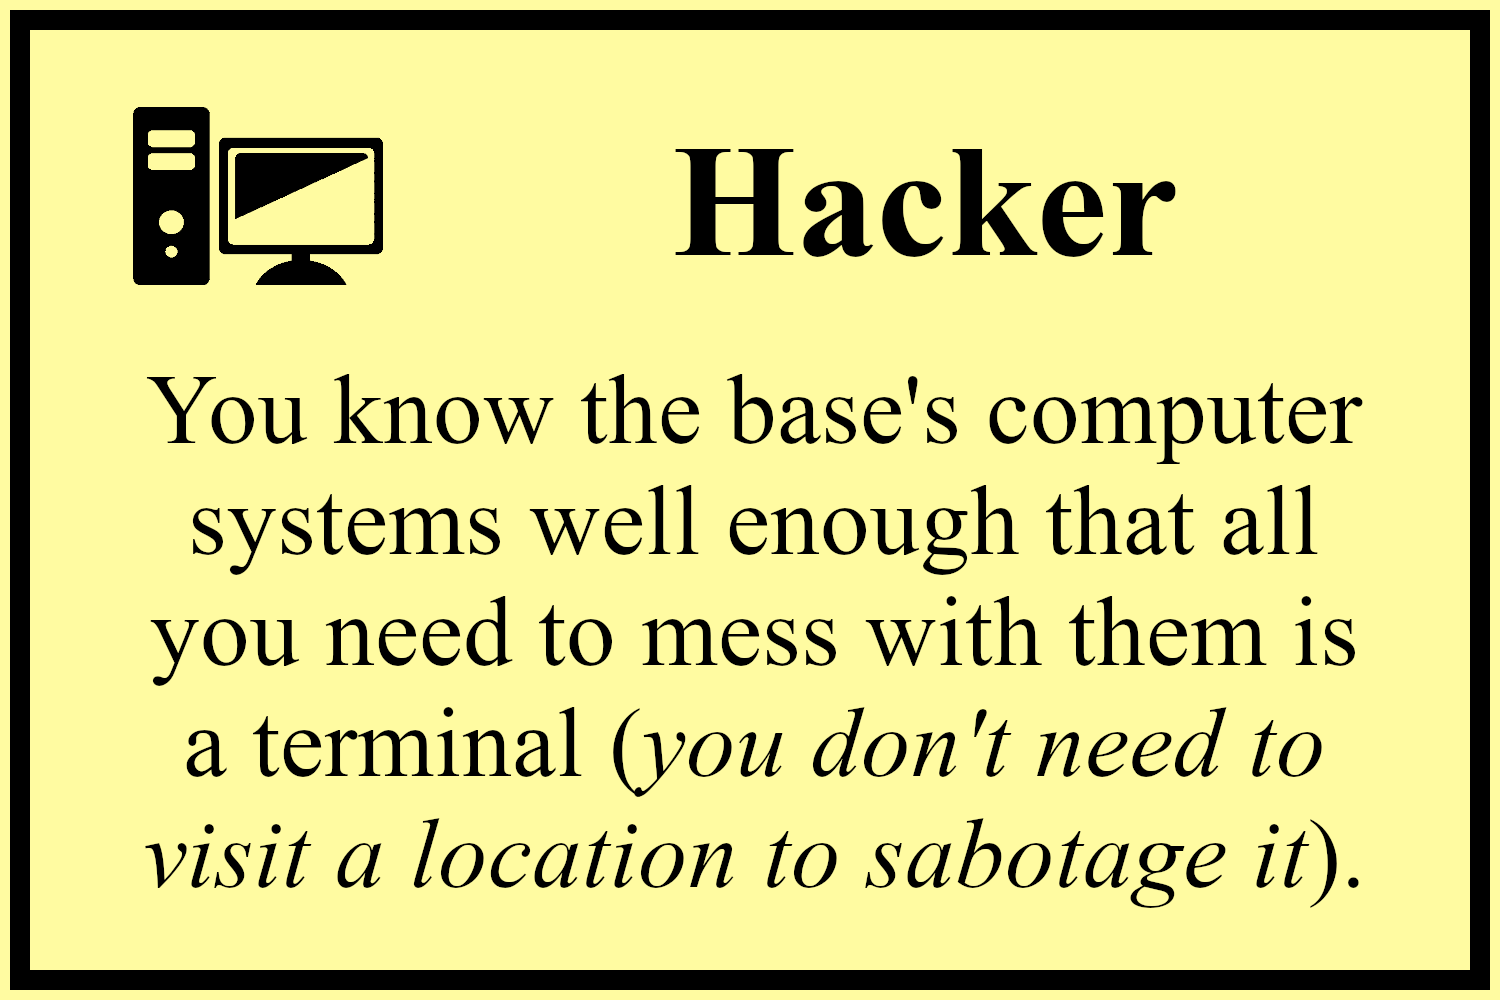 Hacker
You know the base's computer
systems well enough that all
you need to mess with them is
a terminal (you don't need to
visit a location to sabotage it).